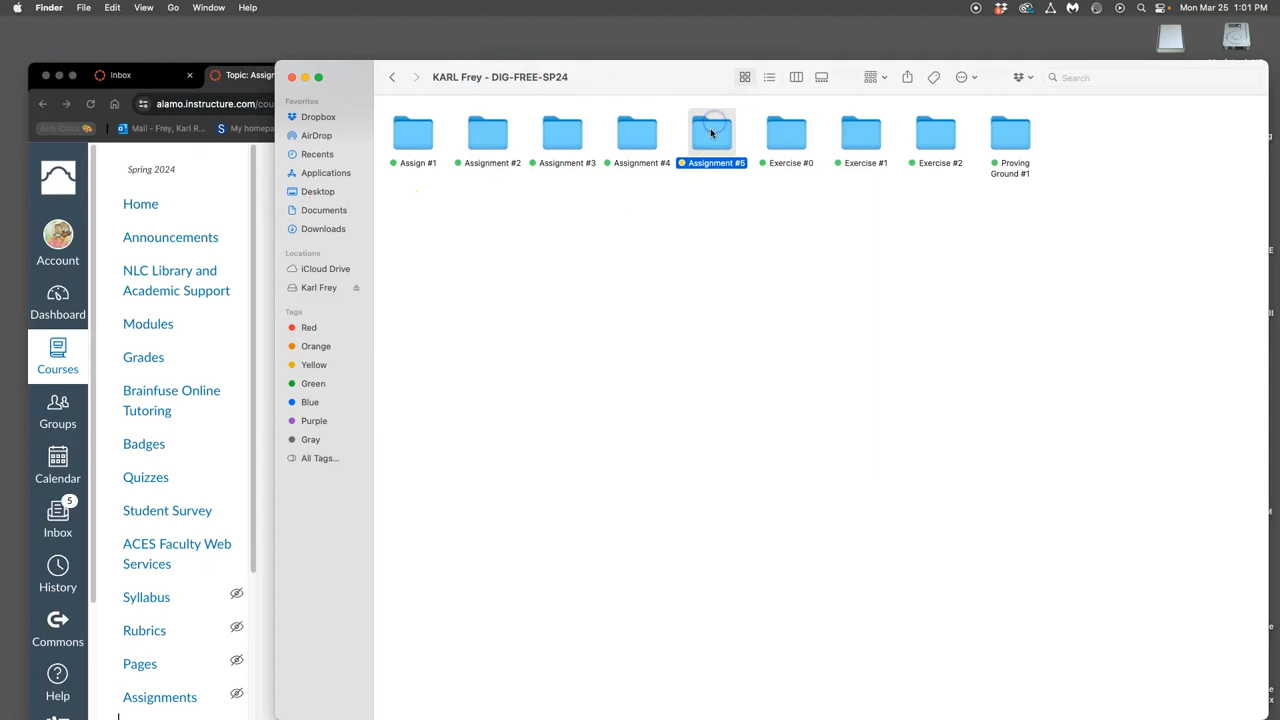 Finder File Edit View Go Window Help
Mon Mar 25 1:01 PM
Inbox
Topic: Assign
alamo.instructure.com/cou
Mail - Frey, Karl R...
My homepa
Spring 2024
Home
Announcements
NLC Library and
Academic Support
Modules
Grades
Brainfuse Online
Tutoring
Badges
Quizzes
Student Survey
ACES Faculty Web
Services
Syllabus
Rubrics
Pages
Assignments
Account
Dashboard
Courses
Groups
Calendar
5
Inbox
History
Commons
Help
Favorites
Dropbox
AirDrop
Recents
Applications
Desktop
Documents
Downloads
Locations
iCloud Drive
Karl Frey
Tags
Red
Orange
Yellow
Green
Blue
Purple
Gray
All Tags...
KARL Frey - DIG-FREE-SP24
Search
Assign #1
Assignment #2
Assignment #3
Assignment #4
Assignment #5
Exercise #0
Exercise #1
Exercise #2
Proving
Ground #1